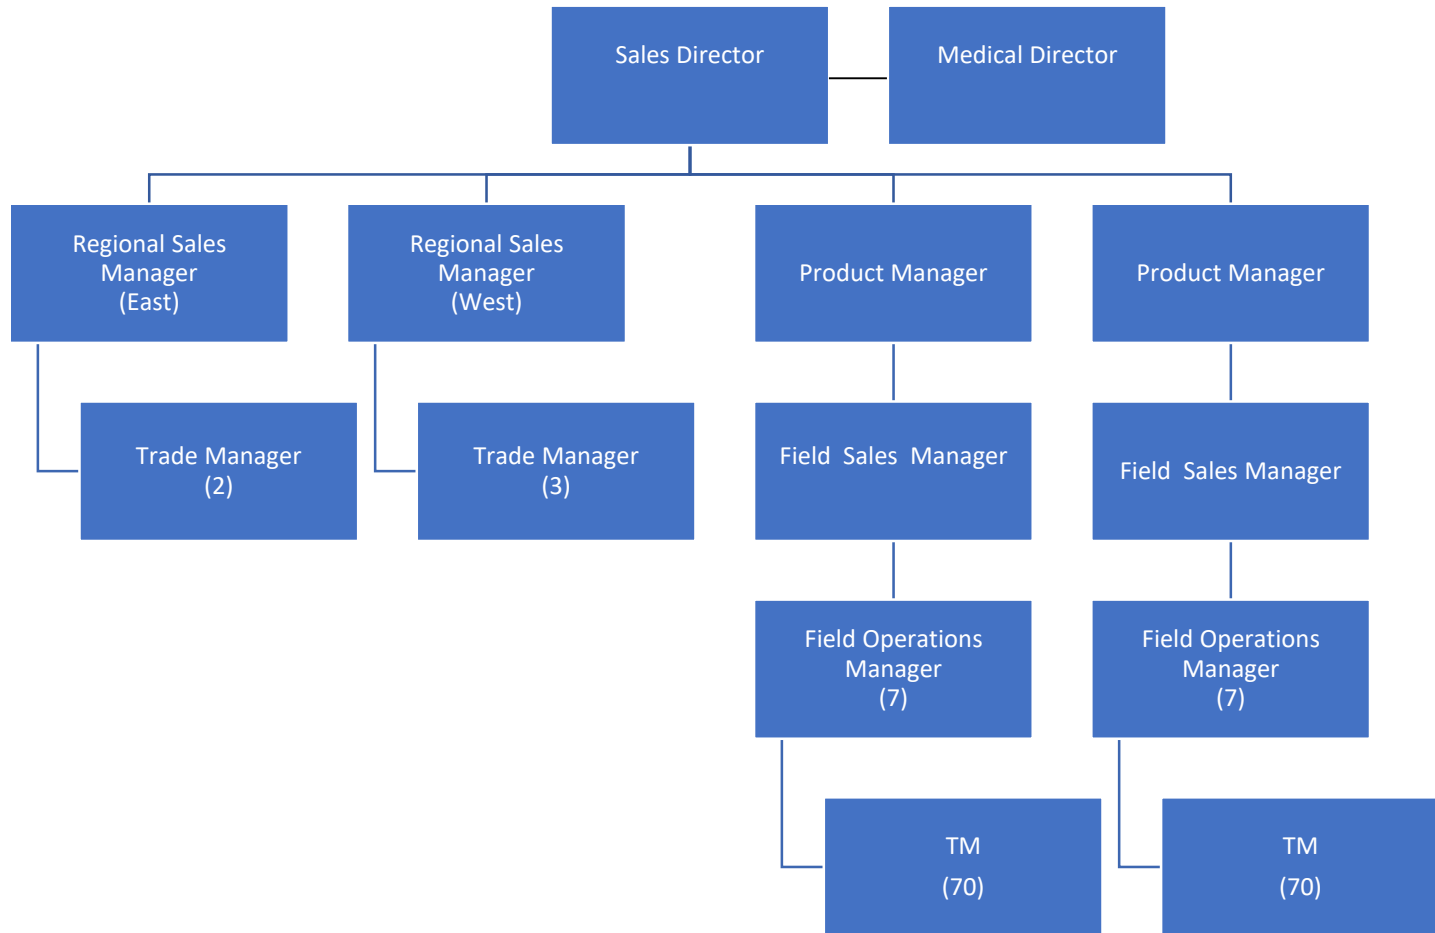 Sales Director
Medical Director
Regional Sales
Manager
(East)
Regional Sales
Manager
(West)
Product Manager
Product Manager
Trade Manager
(2)
Trade Manager
(3)
Field  Sales  Manager
Field  Sales Manager
Field Operations
Manager
(7)
Field Operations
Manager
(7)
TM
(70)
TM
(70)